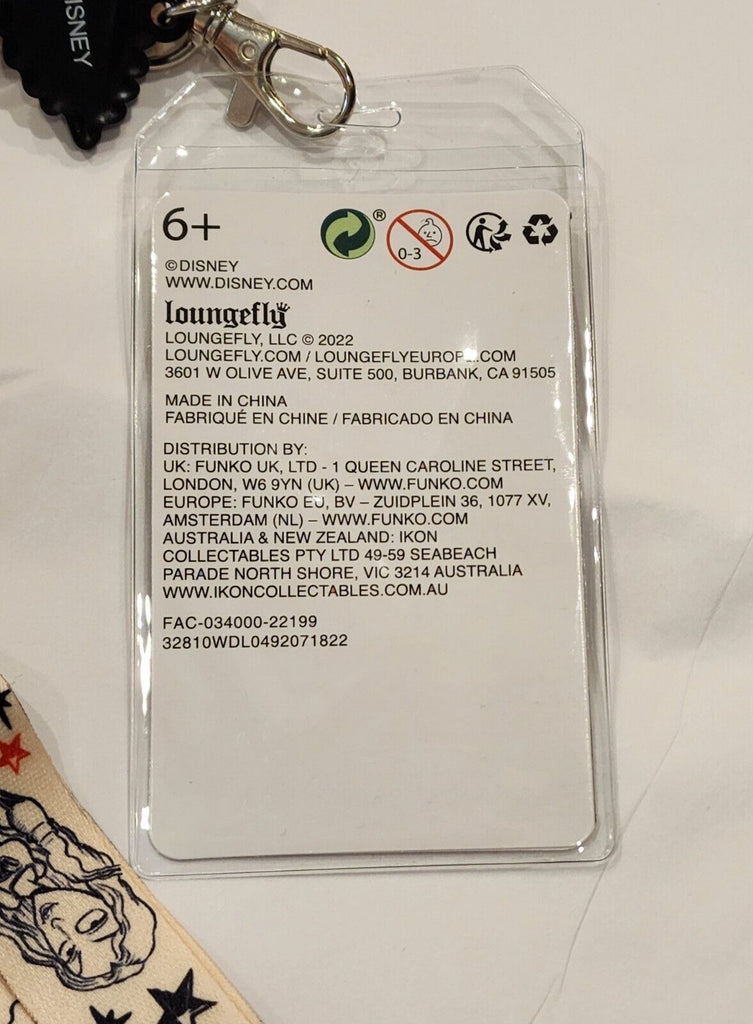 DISNEY
6+
®
0-3
©DISNEY
WWW.DISNEY.COM
loungefly
LOUNGEFLY, LLC © 2022
LOUNGEFLY.COM / LOUNGEFLYEUROPE.COM
3601 W OLIVE AVE, SUITE 500, BURBANK, CA 91505
MADE IN CHINA
FABRIQUÉ EN CHINE / FABRICADO EN CHINA
DISTRIBUTION BY:
UK: FUNKO UK, LTD - 1 QUEEN CAROLINE STREET,
LONDON, W6 9YN (UK) – WWW.FUNKO.COM
EUROPE: FUNKO EU, BV – ZUIDPLEIN 36, 1077 XV,
AMSTERDAM (NL) – WWW.FUNKO.COM
AUSTRALIA & NEW ZEALAND: IKON
COLLECTABLES PTY LTD 49-59 SEABEACH
PARADE NORTH SHORE, VIC 3214 AUSTRALIA
WWW.IKONCOLLECTABLES.COM.AU
FAC-034000-22199
32810WDL0492071822